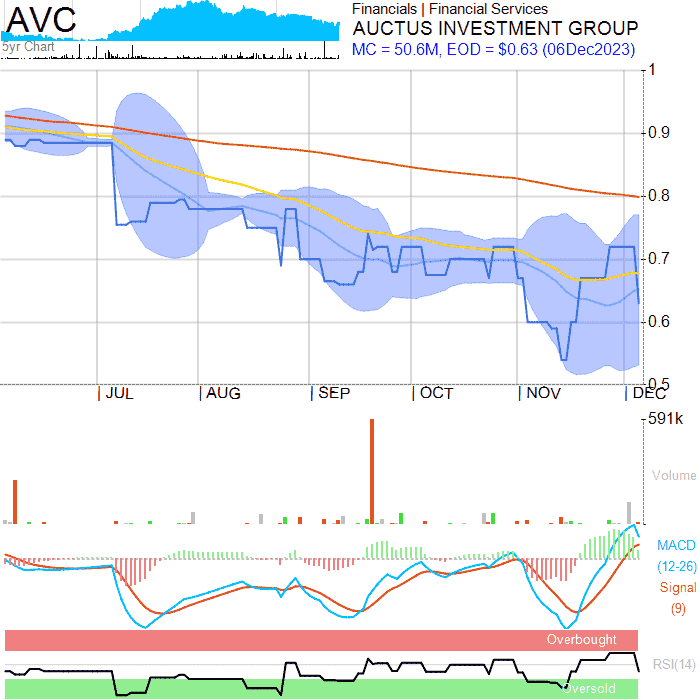 AVC
Financials | Financial Services
AUCTUS INVESTMENT GROUP
MC = 50.6M, EOD = $0.63 (06Dec2023)
5yr Chart
1
0.9
0.8
0.7
0.6
0.5
JUL
AUG
SEP
OCT
NOV
DEC
591k
Volume
MACD
(12-26)
Signal
(9)
Overbought
RSI(14)
Oversold